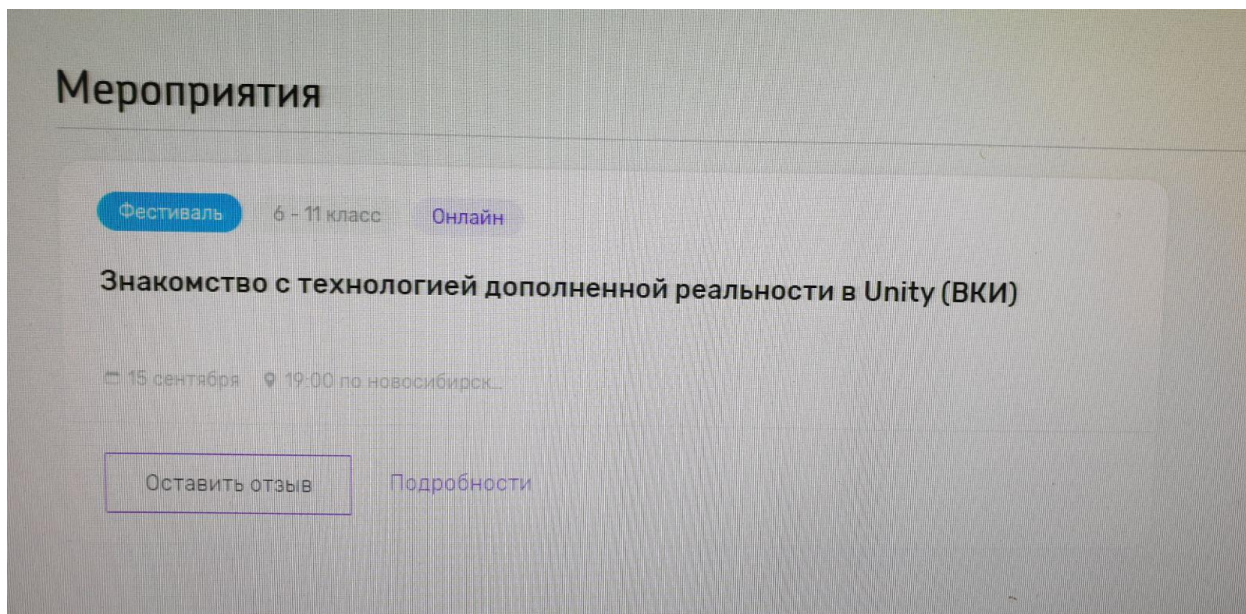 Мероприятия
Фестиваль 6 - 11 класс Онлайн
Знакомство с технологией дополненной реальности в Unity (ВКИ)
15 сентября 19:00 по новосибирск...
Оставить отзыв Подробности